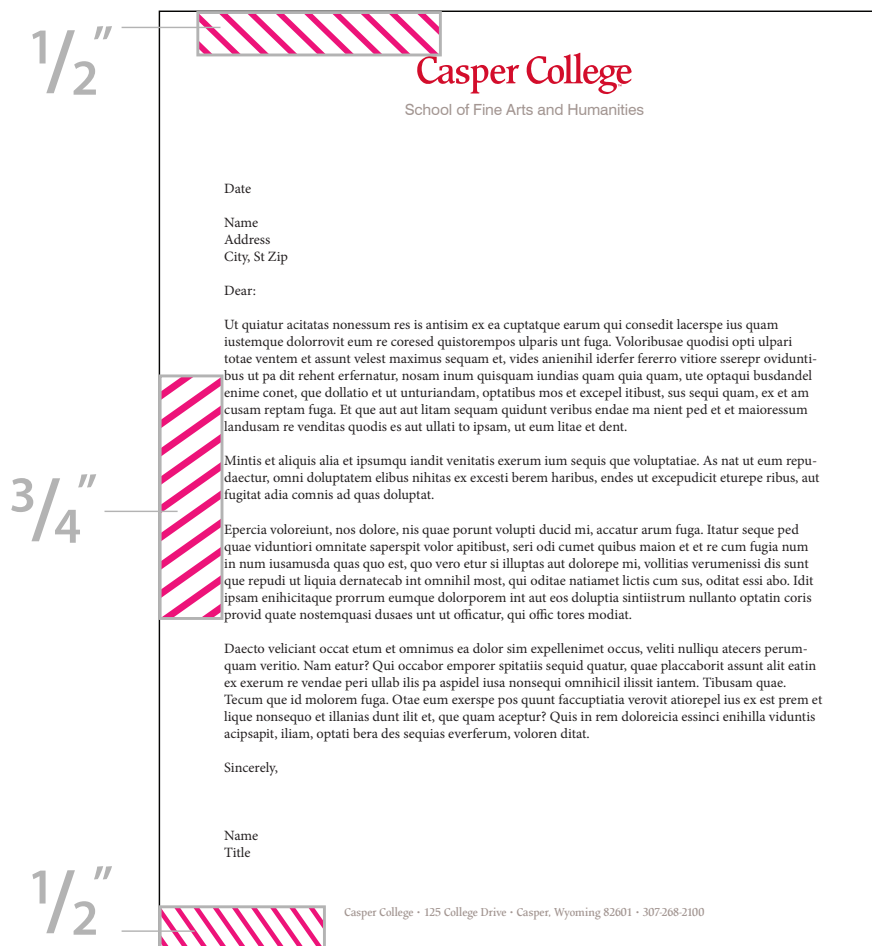 1/2"
Casper College
School of Fine Arts and Humanities
Date
Name
Address
City, St Zip
Dear:
Ut quiatur acitatas nonessum res is antisim ex ea cuptatque earum qui consedit lacerspe ius quam
iustemque dolorrovit eum re coresed quistorempos ulparis unt fuga. Voloribusae quodisi opti ulpari
totae ventem et assunt velest maximus sequam et, vides anienihil iderfer fererro vitiore sserepr ovidunti-
bus ut pa dit rehent erfernatur, nosam inum quisquam iundias quam quia quam, ute optaqui busdandel
enime conet, que dollatio et ut unturiandam, optatibus mos et excepel itibust, sus sequi quam, ex et am
cusam reptam fuga. Et que aut aut litam sequam quidunt veribus endae ma nient ped et et maioressum
landusam re venditas quodis es aut ullati to ipsam, ut eum litae et dent.
Mintis et aliquis alia et ipsumqu iandit venitatis exerum ium sequis que voluptatiae. As nat ut eum repu-
daectur, omni doluptatem elibus nihitas ex excesti berem haribus, endes ut excepudicit eturepe ribus, aut
fugitat adia comnis ad quas doluptat.
3/4"
Epercia voloreiunt, nos dolore, nis quae porunt volupti ducid mi, accatur arum fuga. Itatur seque ped
quae viduntiori omnitate saperspit volor apitibust, seri odi cumet quibus maion et et re cum fugia num
in num iusamusda quas quo est, quo vero etur si illuptas aut dolorepe mi, vollitias verumenissi dis sunt
que repudi ut liquia dernatecab int omnihil most, qui oditae natiamet lictis cum sus, oditat essi abo. Idit
ipsam enihicitaque prorrum eumque dolorporem int aut eos doluptia sintiistrum nullanto optatin coris
provid quate nostemquasi dusaes unt ut officatur, qui offic tores modiat.
Daecto veliciant occat etum et omnimus ea dolor sim expellenimet occus, veliti nulliqu atecers perum-
quam veritio. Nam eatur? Qui occabor emporer spitatiis sequid quatur, quae placcaborit assunt alit eatin
ex exerum re vendae peri ullab ilis pa aspidel iusa nonsequi omnihicil ilissit iantem. Tibusam quae.
Tecum que id molorem fuga. Otae eum exerspe pos quunt faccuptiatia verovit atiorepel ius ex est prem et
lique nonsequo et illanias dunt ilit et, que quam aceptur? Quis in rem doloreicia essinci enihilla viduntis
acipsapit, iliam, optati bera des sequias everferum, voloren ditat.
Sincerely,
Name
Title
1/2"
Casper College • 125 College Drive • Casper, Wyoming 82601 • 307-268-2100